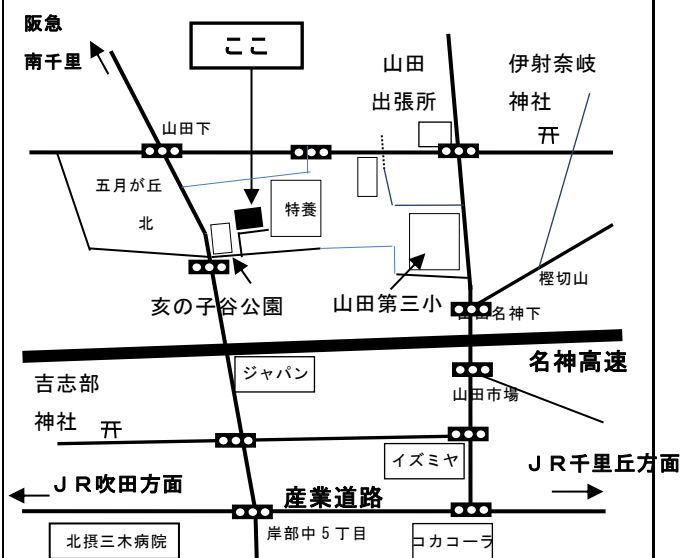 阪急
南千里
ここ
山田
出張所
伊射奈岐
神社
山田下
五月が丘
北
特養
樫切山
亥の子谷公園
山田第三小
山田名神下
名神高速
ジャパン
吉志部
神社
山田市場
イズミヤ
ＪＲ千里丘方面
ＪＲ吹田方面
産業道路
岸部中５丁目
北摂三木病院
コカコーラ